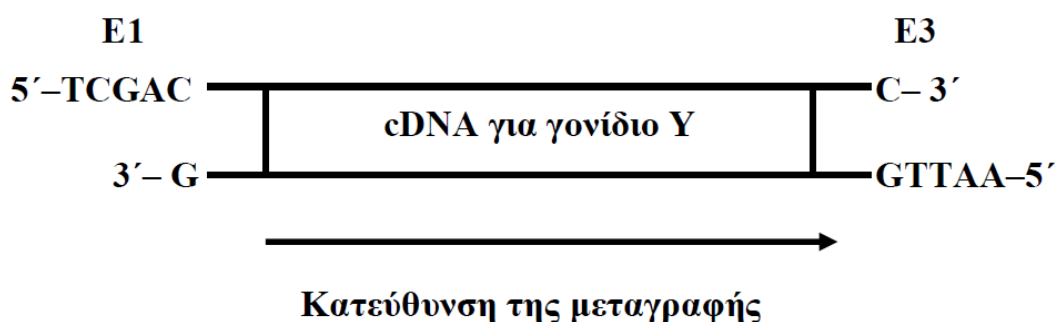 E1 E3
5´–TCGAC C– 3´
cDNA για γονίδιο Y
3´– G GTTAA–5´
Κατεύθυνση της μεταγραφής